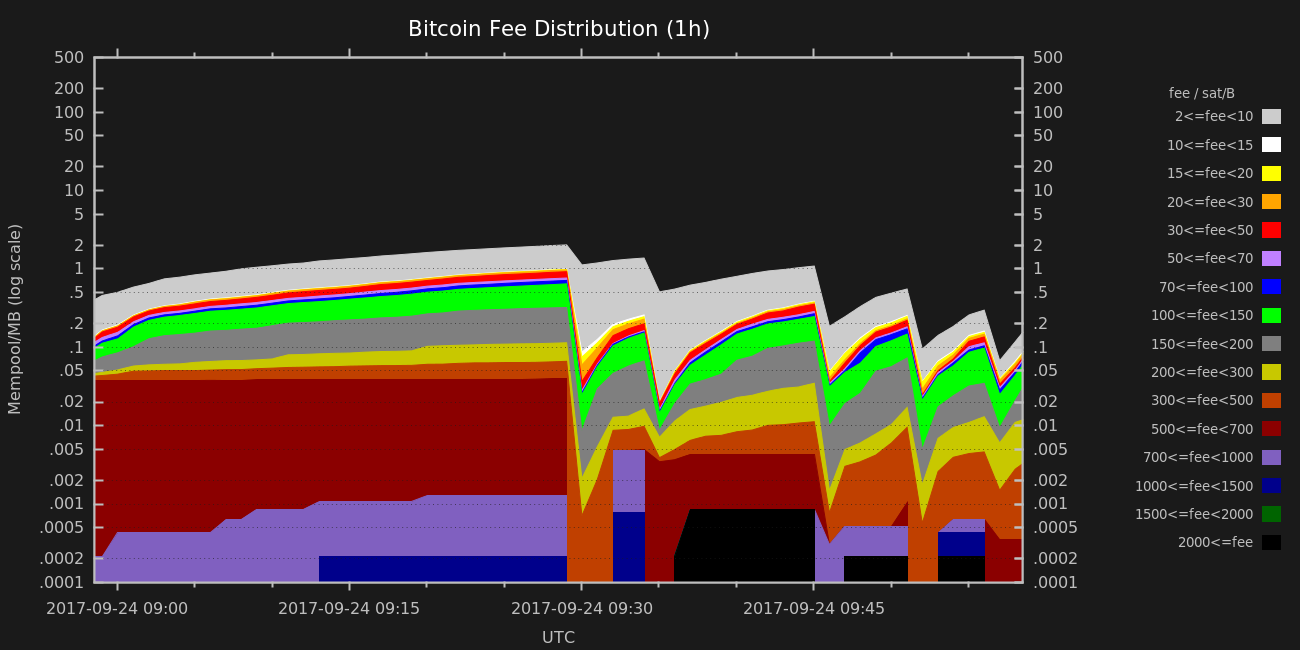 Bitcoin Fee Distribution (1h)
500
200
100
50
20
10
5
2
1
.5
.2
.1
.05
.02
.01
.005
.002
.001
.0005
.0002
.0001
Mempool/MB (log scale)
500
200
100
50
20
10
5
2
1
.5
.2
.1
.05
.02
.01
.005
.002
.001
.0005
.0002
.0001
2017-09-24 09:00 2017-09-24 09:15 2017-09-24 09:30 2017-09-24 09:45
UTC
fee / sat/B
2<=fee<10
10<=fee<15
15<=fee<20
20<=fee<30
30<=fee<50
50<=fee<70
70<=fee<100
100<=fee<150
150<=fee<200
200<=fee<300
300<=fee<500
500<=fee<700
700<=fee<1000
1000<=fee<1500
1500<=fee<2000
2000<=fee